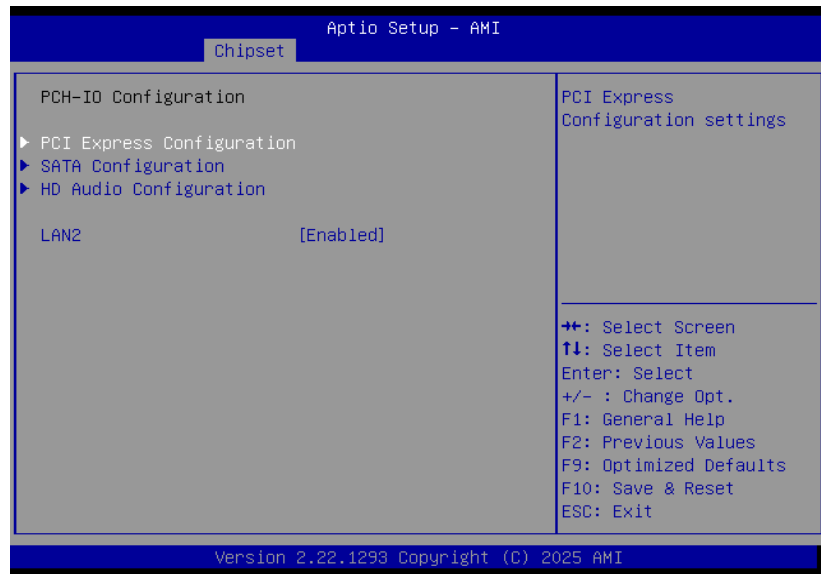 Aptio Setup – AMI
Chipset
PCH-IO Configuration
▶ PCI Express Configuration
▶ SATA Configuration
▶ HD Audio Configuration
LAN2 [Enabled]
PCI Express
Configuration settings
→←: Select Screen
↑↓: Select Item
Enter: Select
+/- : Change Opt.
F1: General Help
F2: Previous Values
F9: Optimized Defaults
F10: Save & Reset
ESC: Exit
Version 2.22.1293 Copyright (C) 2025 AMI